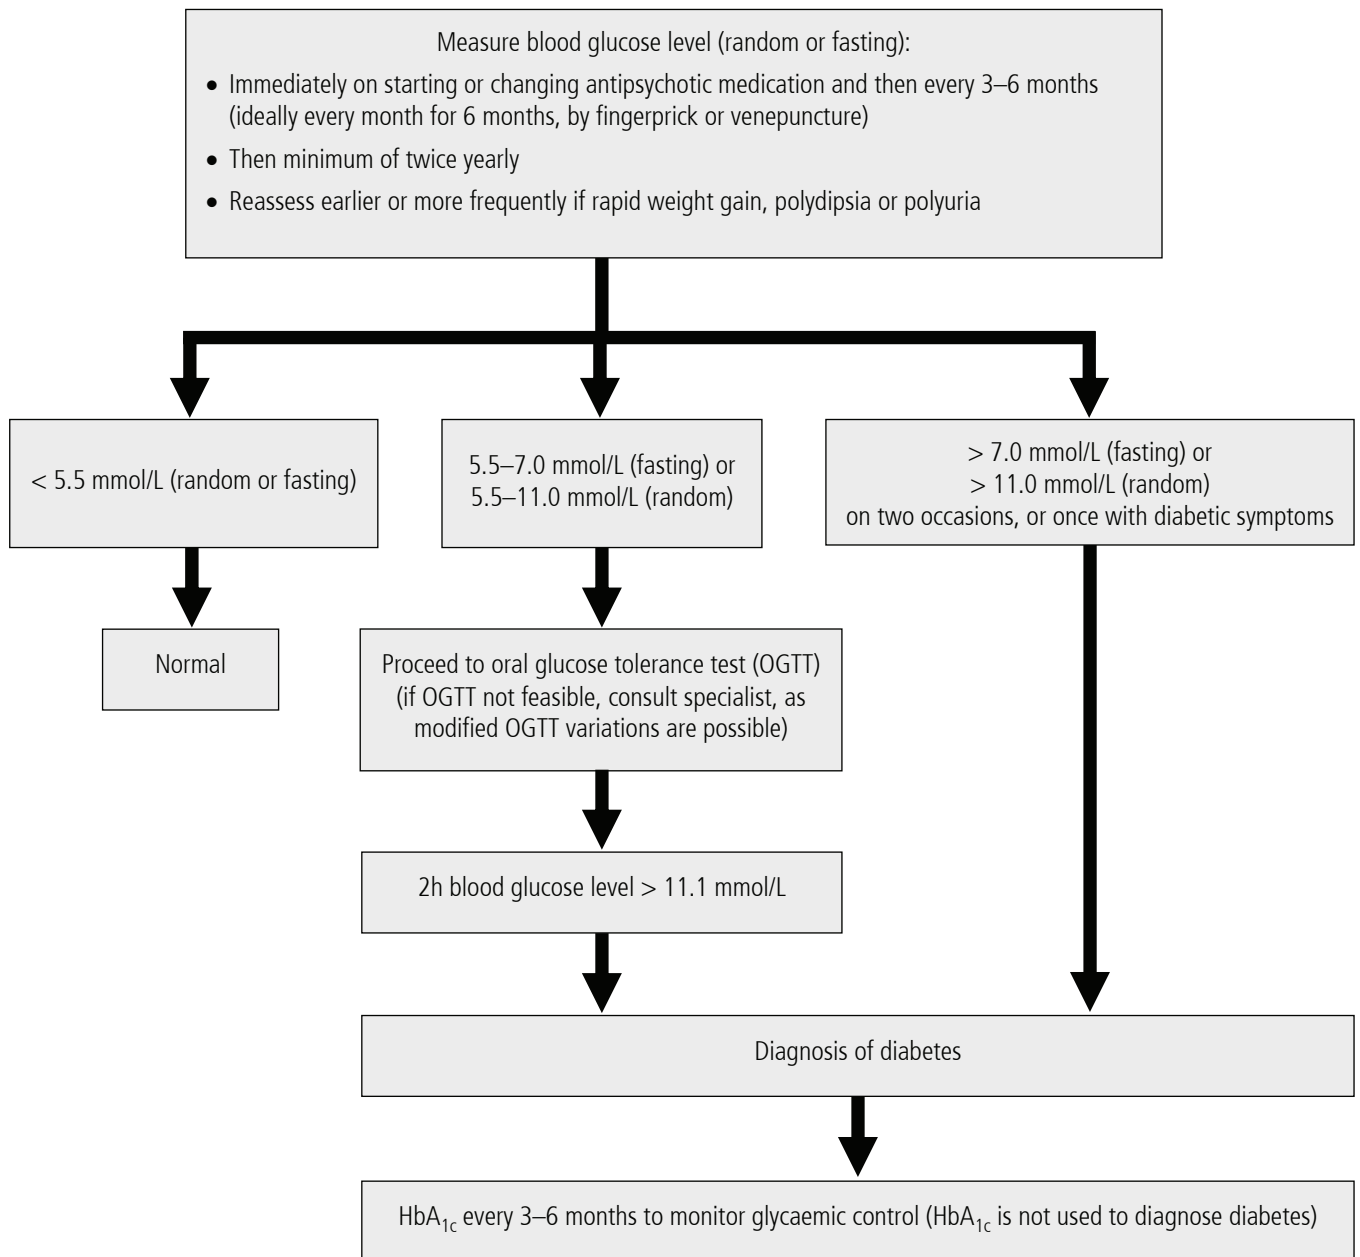 Measure blood glucose level (random or fasting):
• Immediately on starting or changing antipsychotic medication and then every 3–6 months
(ideally every month for 6 months, by fingerprick or venepuncture)
• Then minimum of twice yearly
• Reassess earlier or more frequently if rapid weight gain, polydipsia or polyuria
< 5.5 mmol/L (random or fasting)
5.5–7.0 mmol/L (fasting) or
5.5–11.0 mmol/L (random)
> 7.0 mmol/L (fasting) or
> 11.0 mmol/L (random)
on two occasions, or once with diabetic symptoms
Normal
Proceed to oral glucose tolerance test (OGTT)
(if OGTT not feasible, consult specialist, as
modified OGTT variations are possible)
2h blood glucose level > 11.1 mmol/L
Diagnosis of diabetes
HbA1c every 3–6 months to monitor glycaemic control (HbA1c is not used to diagnose diabetes)